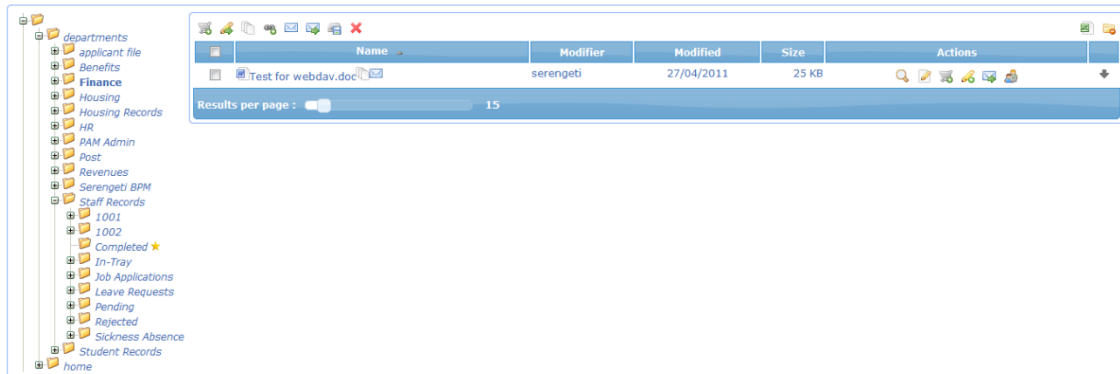 departments
applicant file
Benefits
Finance
Housing
Housing Records
HR
PAM Admin
Post
Revenues
Serengeti BPM
Staff Records
1001
1002
Completed
In-Tray
Job Applications
Leave Requests
Pending
Rejected
Sickness Absence
Student Records
home
Name Modifier Modified Size Actions
Test for webdav.doc serengeti 27/04/2011 25 KB
Results per page : 15